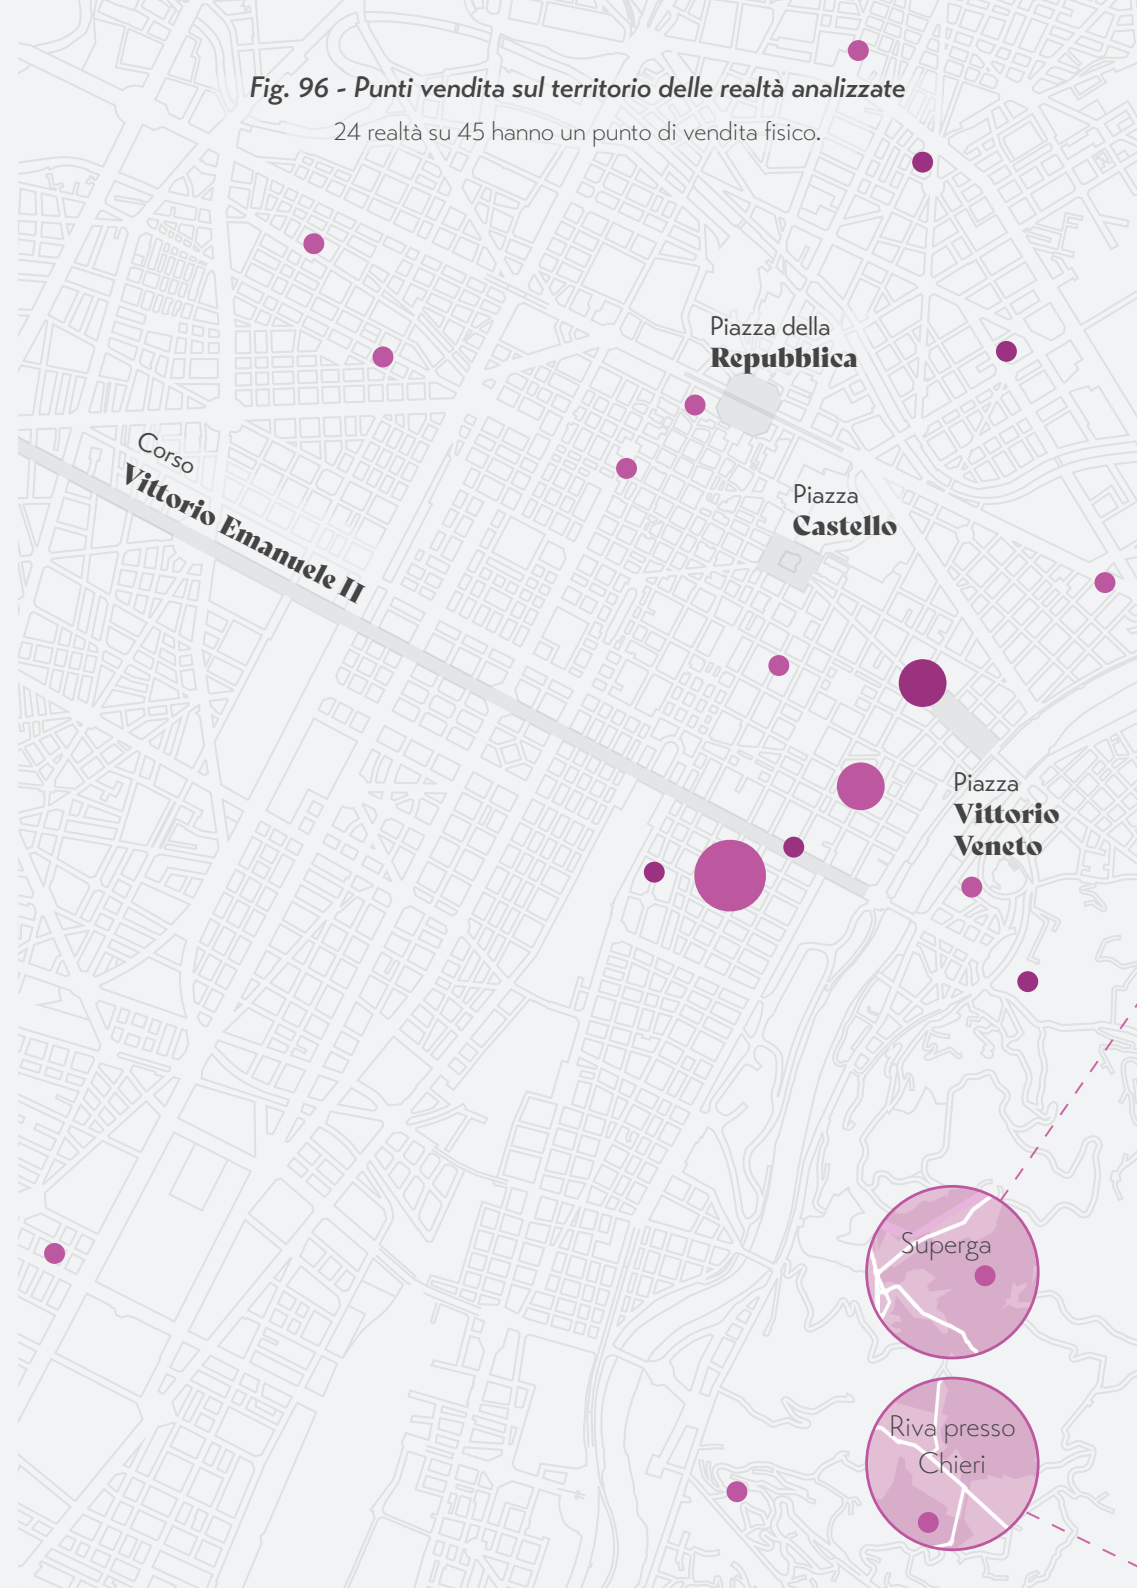 Fig. 96 - Punti vendita sul territorio delle realtà analizzate
24 realtà su 45 hanno un punto di vendita fisico.
Piazza della
Repubblica
Corso
Vittorio Emanuele II
Piazza
Castello
Piazza
Vittorio
Veneto
Superga
Riva presso
Chieri